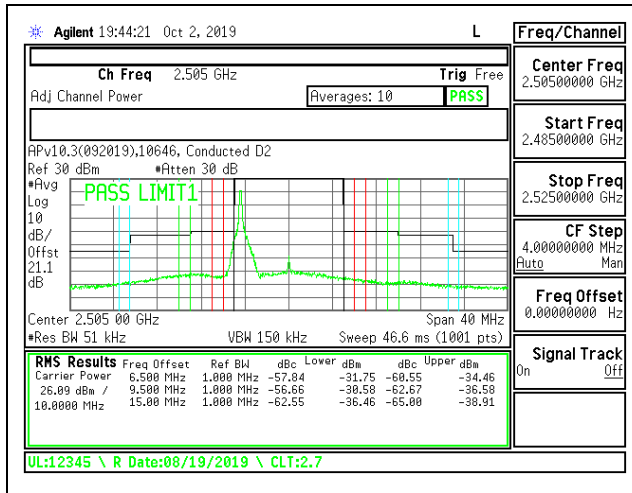 Agilent 19:44:21 Oct 2, 2019 L
Ch Freq 2.505 GHz Trig Free
Adj Channel Power Averages: 10 PASS
APv10.3(092019),10646, Conducted D2
Ref 30 dBm #Atten 30 dB
#Avg
Log
10
dB/
Offst
21.1
dB
PASS LIMIT1
Center 2.505 00 GHz Span 40 MHz
#Res BW 51 kHz VBW 150 kHz Sweep 46.6 ms (1001 pts)
RMS Results Freq Offset Ref BW dBc Lower dBm dBc Upper dBm
Carrier Power 6.500 MHz 1.000 MHz -57.84 -31.75 -60.55 -34.46
26.09 dBm / 9.500 MHz 1.000 MHz -56.66 -30.58 -62.67 -36.58
10.0000 MHz 15.00 MHz 1.000 MHz -62.55 -36.46 -65.00 -38.91
UL:12345 \ R Date:08/19/2019 \ CLT:2.7
Freq/Channel
Center Freq
2.50500000 GHz
Start Freq
2.48500000 GHz
Stop Freq
2.52500000 GHz
CF Step
4.00000000 MHz
Auto Man
Freq Offset
0.00000000 Hz
Signal Track
On Off